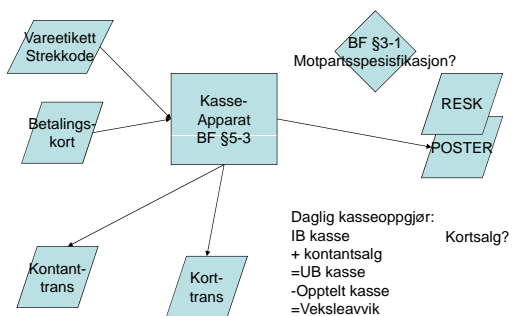 Vareetikett
Strekkode
BF §3-1
Motpartsspesisfikasjon?
Kasse-
Apparat
BF §5-3
RESK
Betalings-
kort
POSTER
Daglig kasseoppgjør:
IB kasse
Kortsalg?
+ kontantsalg
=UB kasse
-Opptelt kasse
=Veksleavvik
Kontant-
trans
Kort-
trans